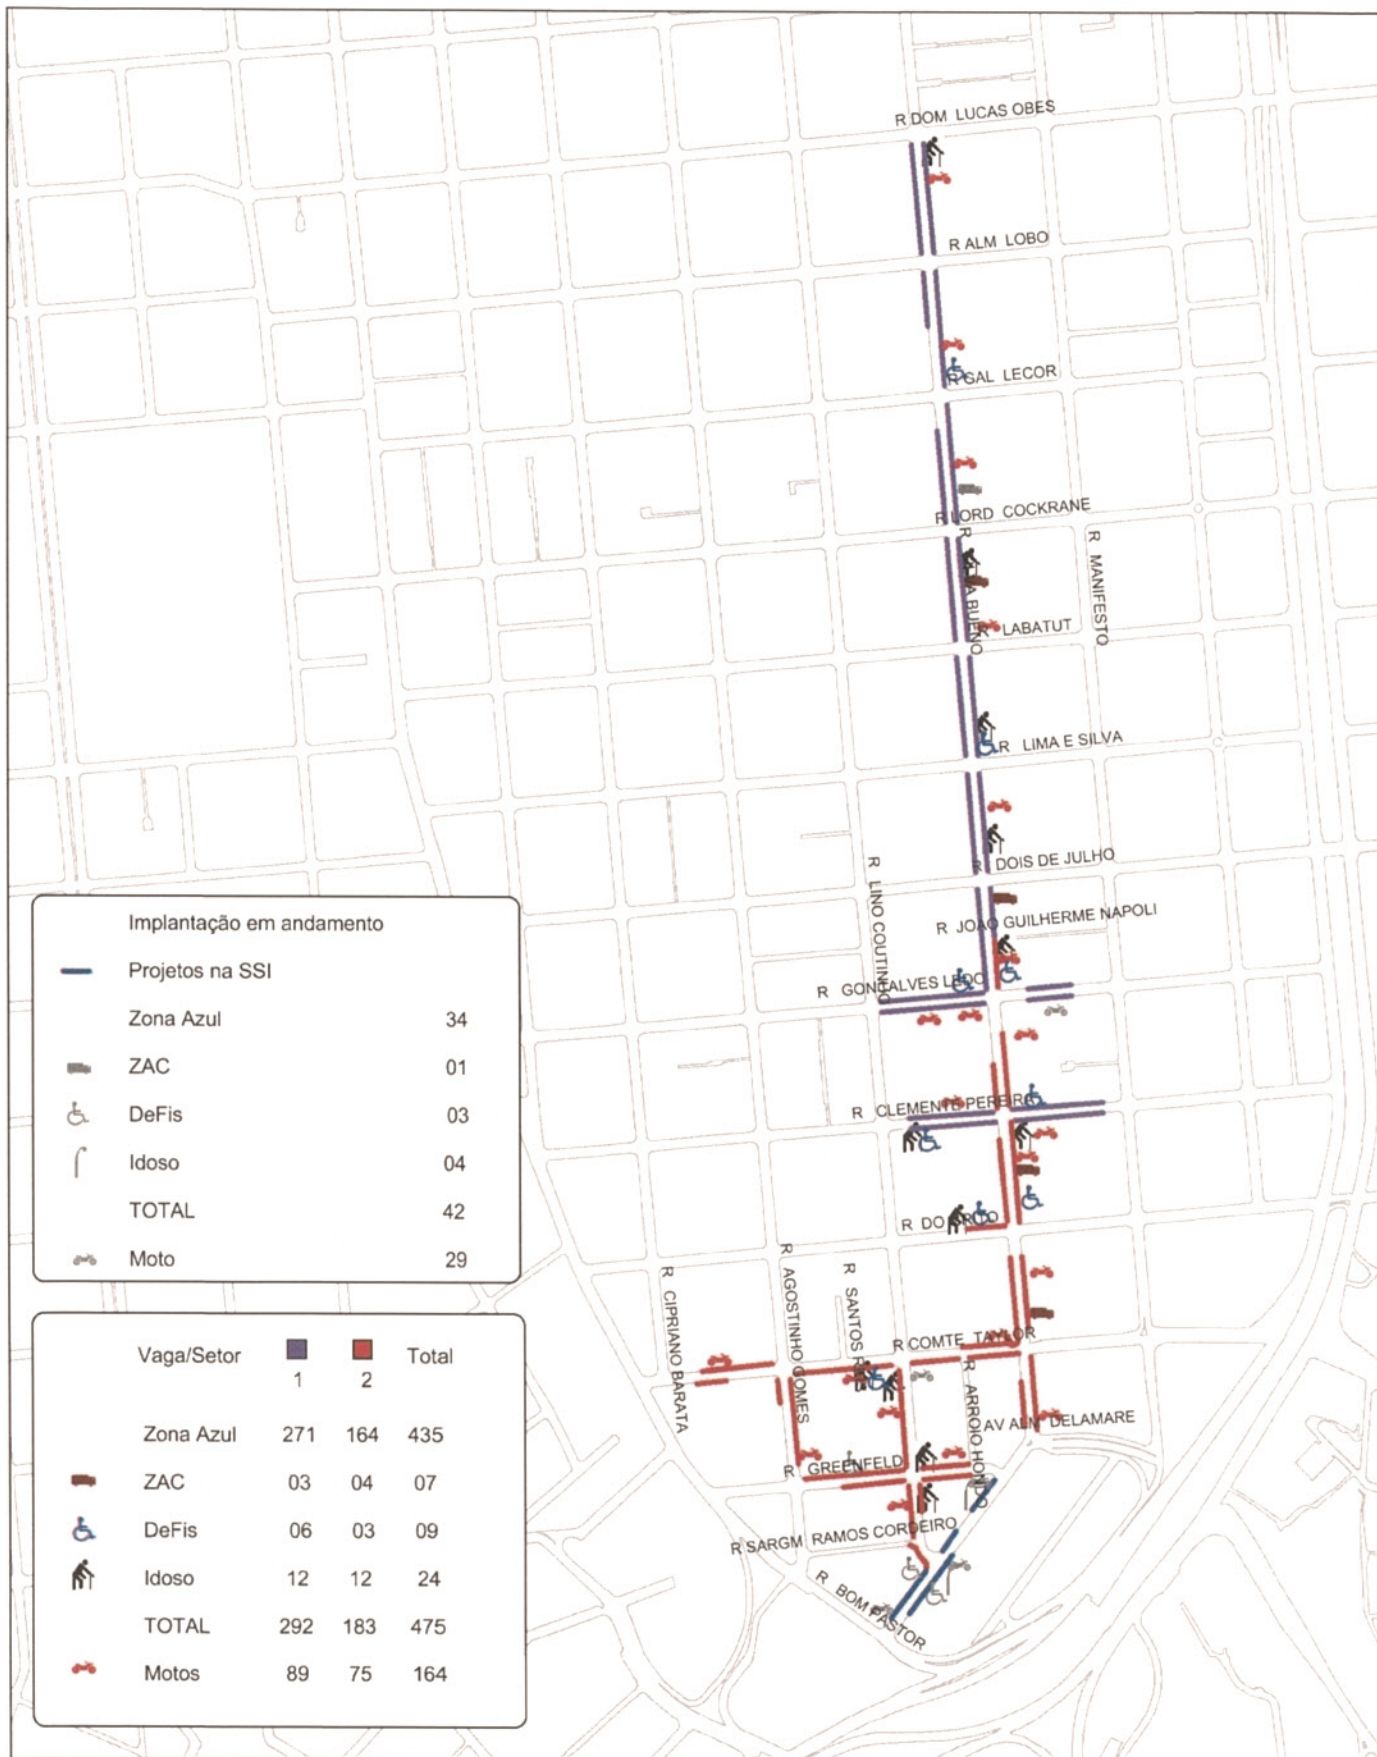 R DOM LUCAS OBES
R ALM LOBO
R GAL LECOR
R LORD COCKRANE
R
BUENO
R MANIFESTO
R LABATUT
R LIMA E SILVA
R DOIS DE JULHO
R LINO COUTINHO
R JOAO GUILHERME NAPOLI
R GONCALVES LEDO
R CLEMENTE PEREIRA
R DO
R CIPRIANO BARATA
R AGOSTINHO GOMES
R SANTOS
R COMTE TAYLOR
R ARROIO HONDO
AV ALM DELAMARE
R GREENFELD
R SARGM RAMOS CORDEIRO
R BOM PASTOR
Implantação em andamento
Projetos na SSI
Zona Azul 34
ZAC 01
DeFis 03
Idoso 04
TOTAL 42
Moto 29
Vaga/Setor 1 2 Total
Zona Azul 271 164 435
ZAC 03 04 07
DeFis 06 03 09
Idoso 12 12 24
TOTAL 292 183 475
Motos 89 75 164